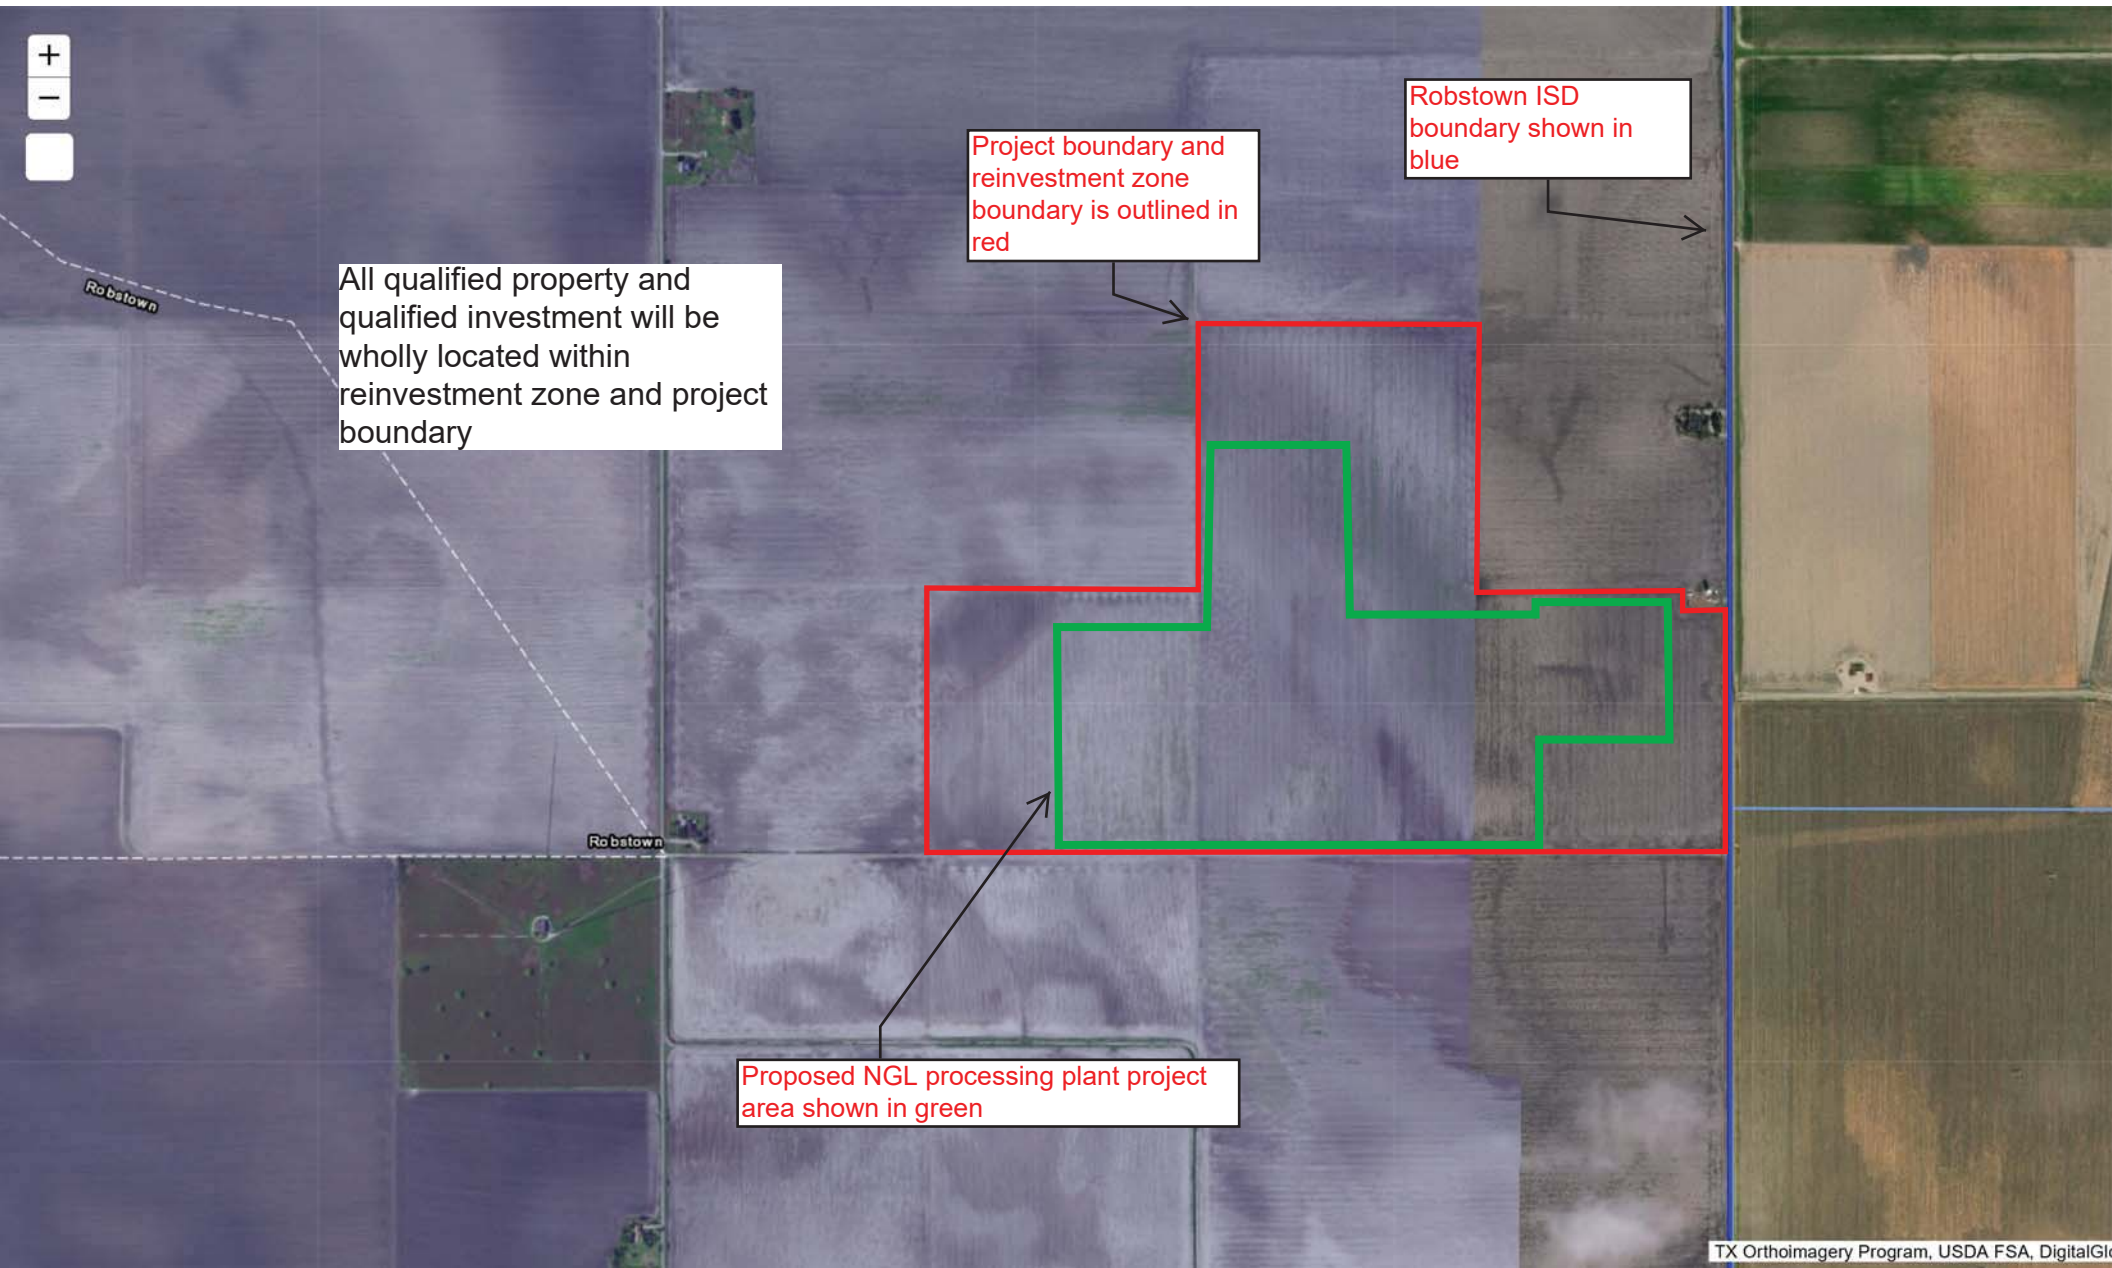 +
−
Robstown ISD
boundary shown in
blue
Project boundary and
reinvestment zone
boundary is outlined in
red
All qualified property and
qualified investment will be
wholly located within
reinvestment zone and project
boundary
Robstown
Robstown
Proposed NGL processing plant project
area shown in green
TX Orthoimagery Program, USDA FSA, DigitalGlo